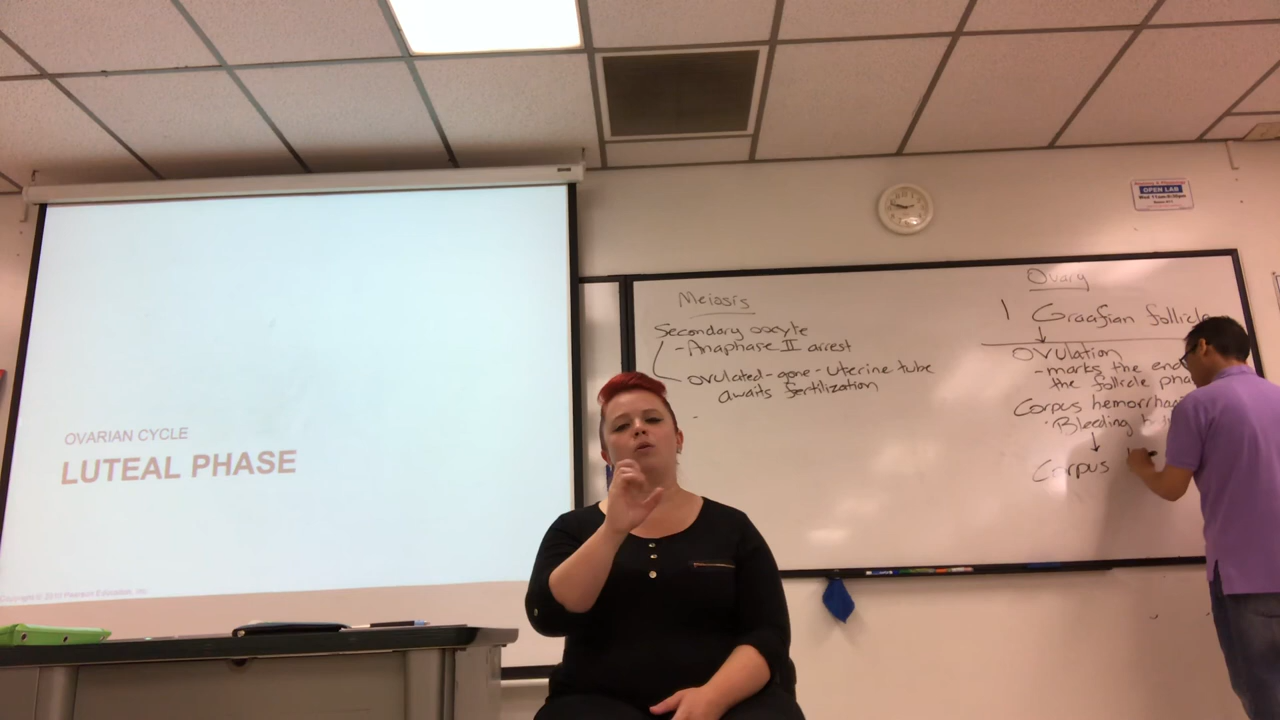 OVARIAN CYCLE
LUTEAL PHASE
OPEN LAB
Meiosis
Secondary oocyte
- Anaphase II arrest
ovulated - gone - uterine tube
awaits fertilization
-
Ovary
1 Graafian follicle
Ovulation
- marks the end
the follicle pha
Corpus hemorrhagi
Bleeding
Corpus